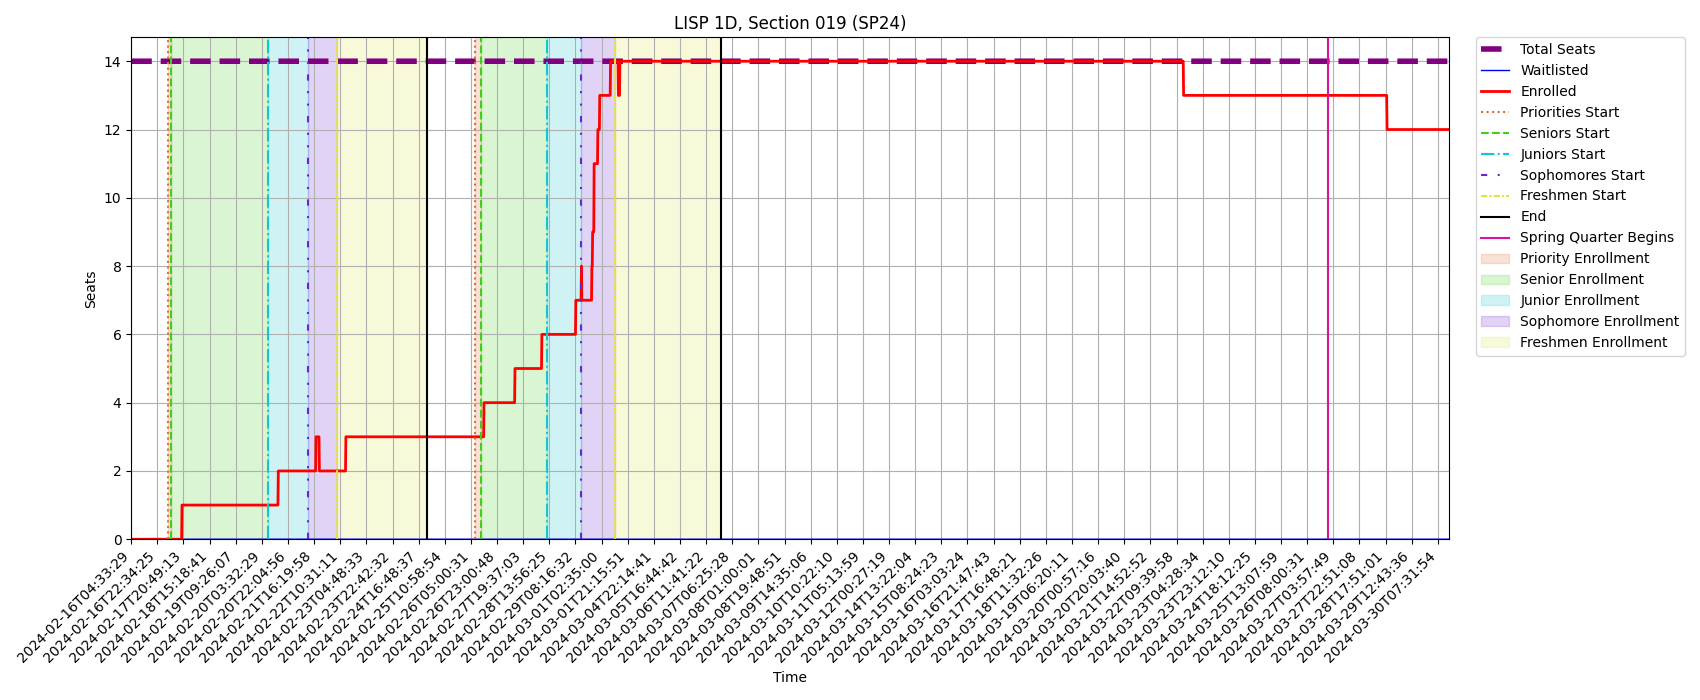 LISP 1D, Section 019 (SP24)
Seats
14
12
10
8
6
4
2
0
2024-02-16T04:33:29
2024-02-16T22:34:25
2024-02-17T20:49:13
2024-02-18T15:18:41
2024-02-19T09:26:07
2024-02-20T03:32:29
2024-02-20T22:04:56
2024-02-21T16:19:58
2024-02-22T10:31:11
2024-02-23T04:48:33
2024-02-23T22:42:32
2024-02-24T16:48:37
2024-02-25T10:58:54
2024-02-26T05:00:31
2024-02-26T23:00:48
2024-02-27T19:37:03
2024-02-28T13:56:25
2024-02-29T08:16:32
2024-03-01T02:35:00
2024-03-01T21:15:51
2024-03-04T22:14:41
2024-03-05T16:44:42
2024-03-06T11:41:22
2024-03-07T06:25:28
2024-03-08T01:00:01
2024-03-08T19:48:51
2024-03-09T14:35:06
2024-03-10T10:22:10
2024-03-11T05:13:59
2024-03-12T00:27:19
2024-03-14T13:22:04
2024-03-15T08:24:23
2024-03-16T03:03:24
2024-03-16T21:47:43
2024-03-17T16:48:21
2024-03-18T11:32:26
2024-03-19T06:20:11
2024-03-20T00:57:16
2024-03-20T20:03:40
2024-03-21T14:52:52
2024-03-22T09:39:58
2024-03-23T04:28:34
2024-03-23T23:12:10
2024-03-24T18:12:25
2024-03-25T13:07:59
2024-03-26T08:00:31
2024-03-27T03:57:49
2024-03-27T22:51:08
2024-03-28T17:51:01
2024-03-29T12:43:36
2024-03-30T07:31:54
Time
Total Seats
Waitlisted
Enrolled
Priorities Start
Seniors Start
Juniors Start
Sophomores Start
Freshmen Start
End
Spring Quarter Begins
Priority Enrollment
Senior Enrollment
Junior Enrollment
Sophomore Enrollment
Freshmen Enrollment